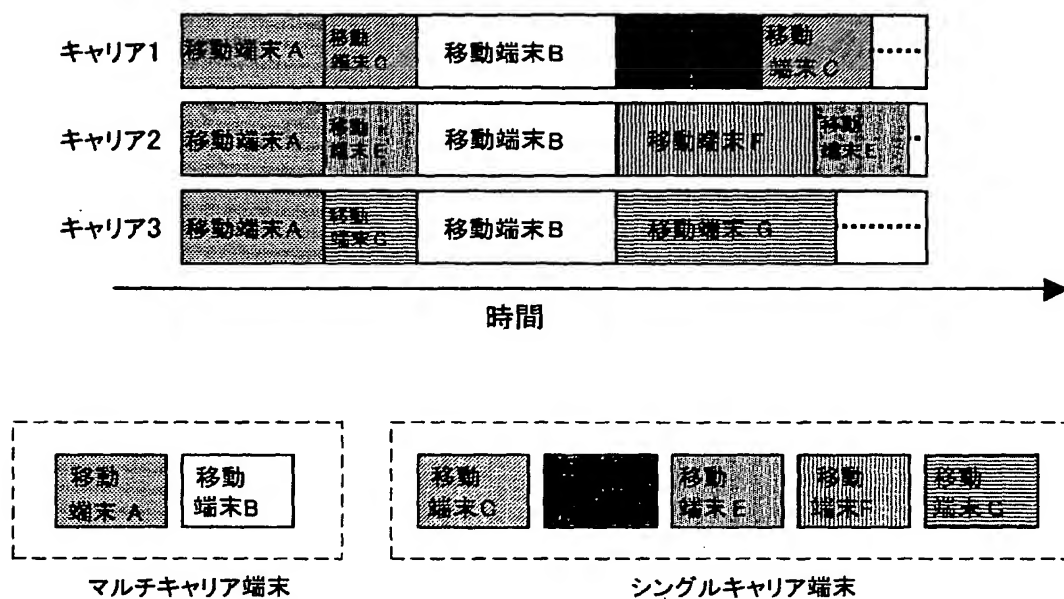 キャリア1
移動端末A
移動
端末C
移動端末B
移動
端末C
キャリア2
移動端末A
移動
端末E
移動端末B
移動端末F
移動
端末E
キャリア3
移動端末A
移動
端末G
移動端末B
移動端末G
時間
移動
端末A
移動
端末B
移動
端末C
移動
端末E
移動
端末F
移動
端末G
マルチキャリア端末
シングルキャリア端末